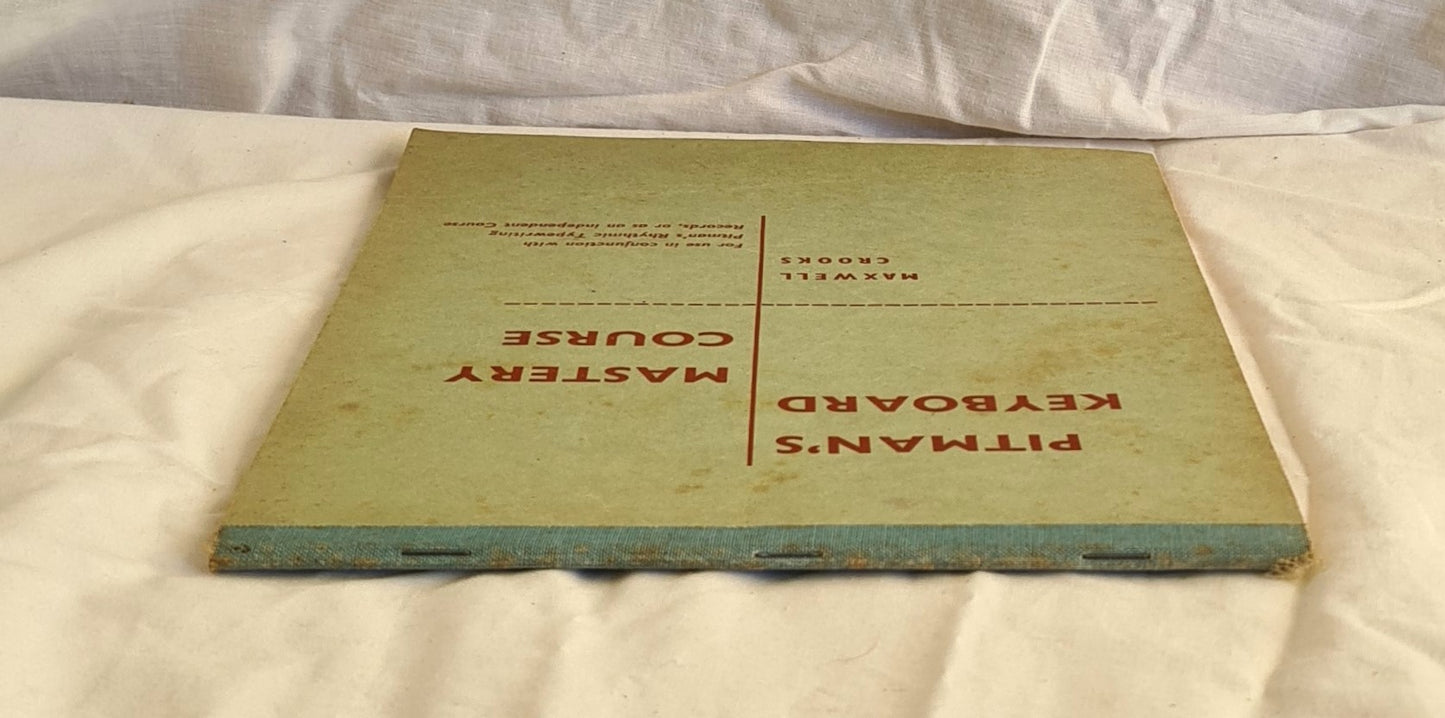 PITMAN'S
KEYBOARD
MASTERY
COURSE
MAXWELL
CROOKS
For use in conjunction with
Pitman's Rhythmic Typewriting
Records, or as an independent Course